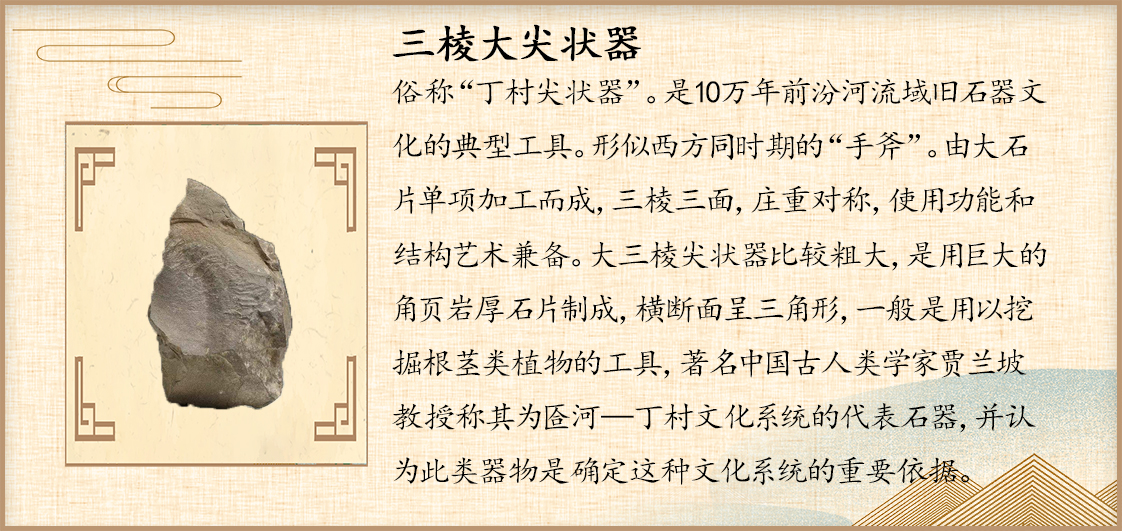 三棱大尖状器
俗称“丁村尖状器”。是10万年前汾河流域旧石器文
化的典型工具。形似西方同时期的“手斧”。由大石
片单项加工而成，三棱三面，庄重对称，使用功能和
结构艺术兼备。大三棱尖状器比较粗大，是用巨大的
角页岩厚石片制成，横断面呈三角形，一般是用以挖
掘根茎类植物的工具，著名中国古人类学家贾兰坡
教授称其为匼河—丁村文化系统的代表石器，并认
为此类器物是确定这种文化系统的重要依据。